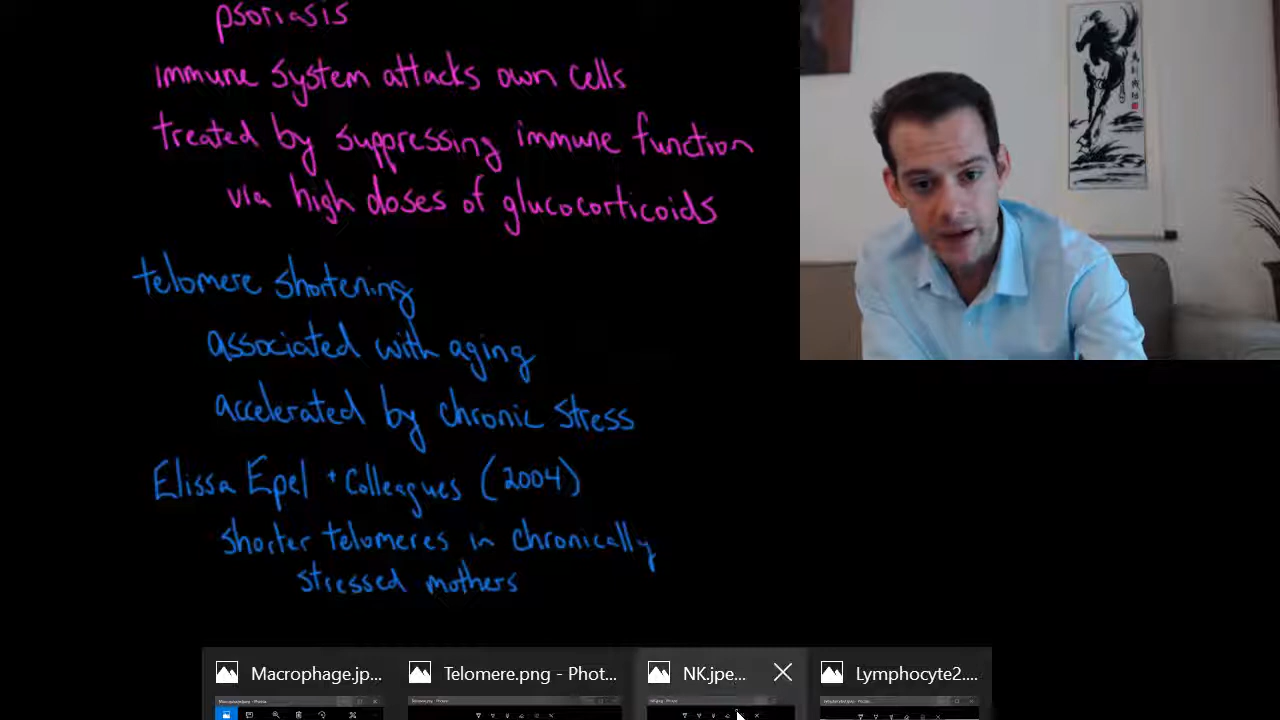 psoriasis
immune system attacks own cells
treated by suppressing immune function
via high doses of glucocorticoids
telomere shortening
associated with aging
accelerated by chronic stress
Elissa Epel + Colleagues (2004)
shorter telomeres in chronically
stressed mothers
Macrophage.jp... Telomere.png - Phot... NK.jpe... Lymphocyte2....